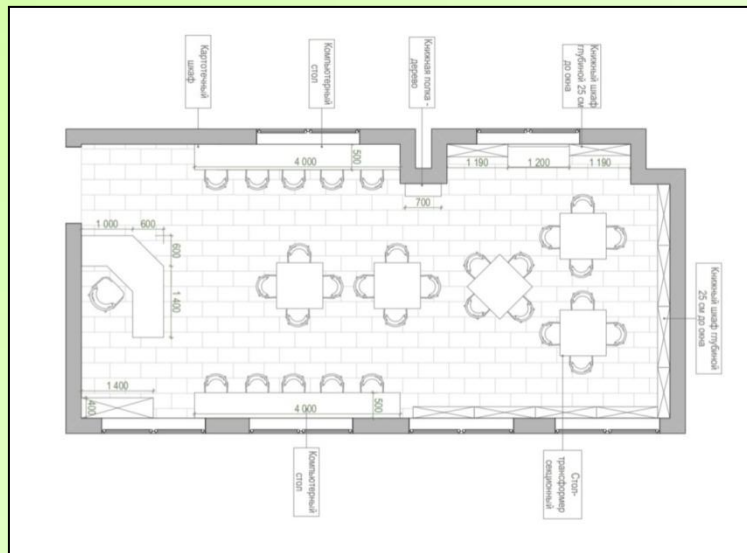 Картотечный
шкаф
Компьютерный
стол
Книжная полка -
дерево
Книжный шкаф
глубиной 25 см
до окна
4 000
500
1 190
1 200
1 190
700
1 000
600
600
1 400
Книжный шкаф глубиной
25 см до окна
1 400
400
4 000
500
Компьютерный
стол
Стол-
трансформер
секционный